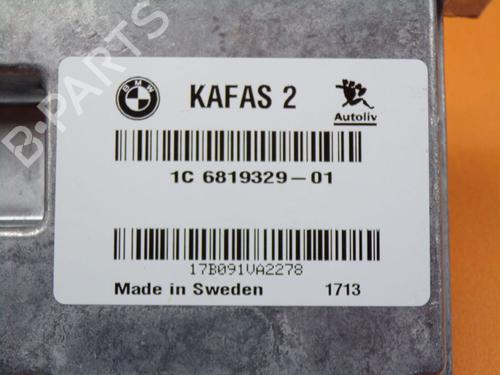 BMW
KAFAS 2
Autoliv
1C 6819329-01
17B091VA2278
Made in Sweden 1713
B-PARTS